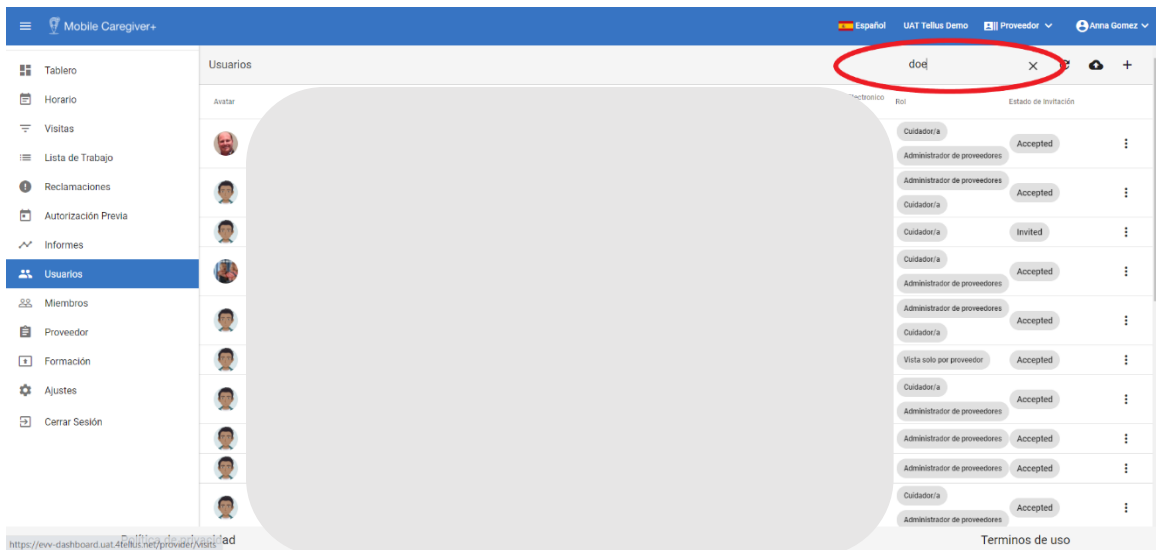 Mobile Caregiver+
Español
UAT Tellus Demo
Proveedor
Anna Gomez
Tablero
Horario
Visitas
Lista de Trabajo
Reclamaciones
Autorización Previa
Informes
Usuarios
Miembros
Proveedor
Formación
Ajustes
Cerrar Sesión
Usuarios
doe
Avatar
Rol
Estado de Invitación
Cuidador/a
Administrador de proveedores
Accepted
Administrador de proveedores
Cuidador/a
Accepted
Cuidador/a
Invited
Cuidador/a
Administrador de proveedores
Accepted
Administrador de proveedores
Cuidador/a
Accepted
Vista solo por proveedor
Accepted
Cuidador/a
Administrador de proveedores
Accepted
Administrador de proveedores
Accepted
Administrador de proveedores
Accepted
Cuidador/a
Administrador de proveedores
Accepted
https://evv-dashboard.uat.4tellus.net/provider/visits
Terminos de uso